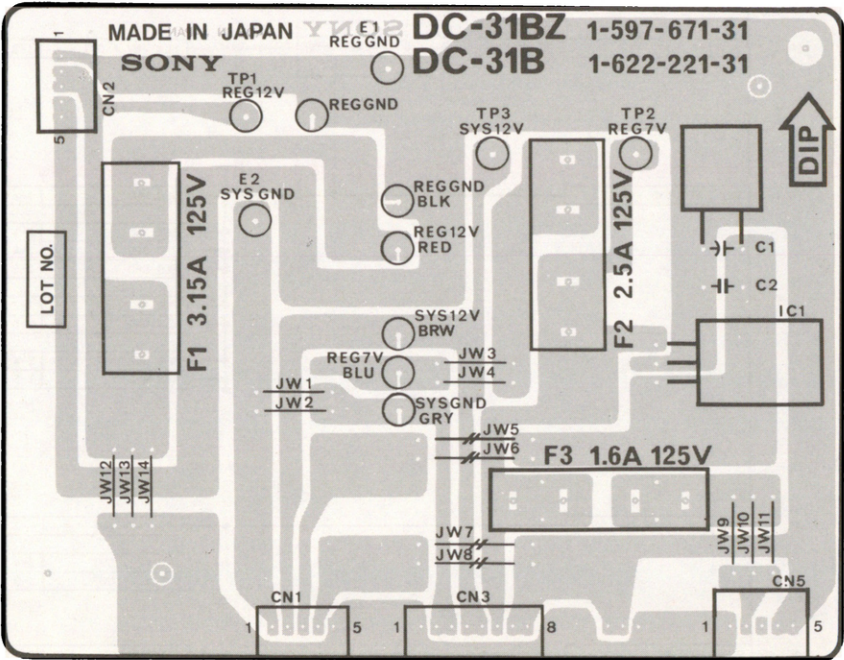 MADE IN JAPAN
SONY
E1
REG GND
DC-31BZ 1-597-671-31
DC-31B 1-622-221-31
1
CN2
5
TP1
REG12V
REG GND
TP3
SYS12V
TP2
REG7V
DIP
E2
SYS GND
REG GND
BLK
REG12V
RED
F1 3.15A 125V
F2 2.5A 125V
LOT NO.
C1
C2
IC1
SYS12V
BRW
REG7V
BLU
SYSGND
GRY
JW1
JW2
JW3
JW4
JW5
JW6
F3 1.6A 125V
JW12
JW13
JW14
JW7
JW8
JW9
JW10
JW11
CN1
1 5
CN3
1 8
CN5
1 5